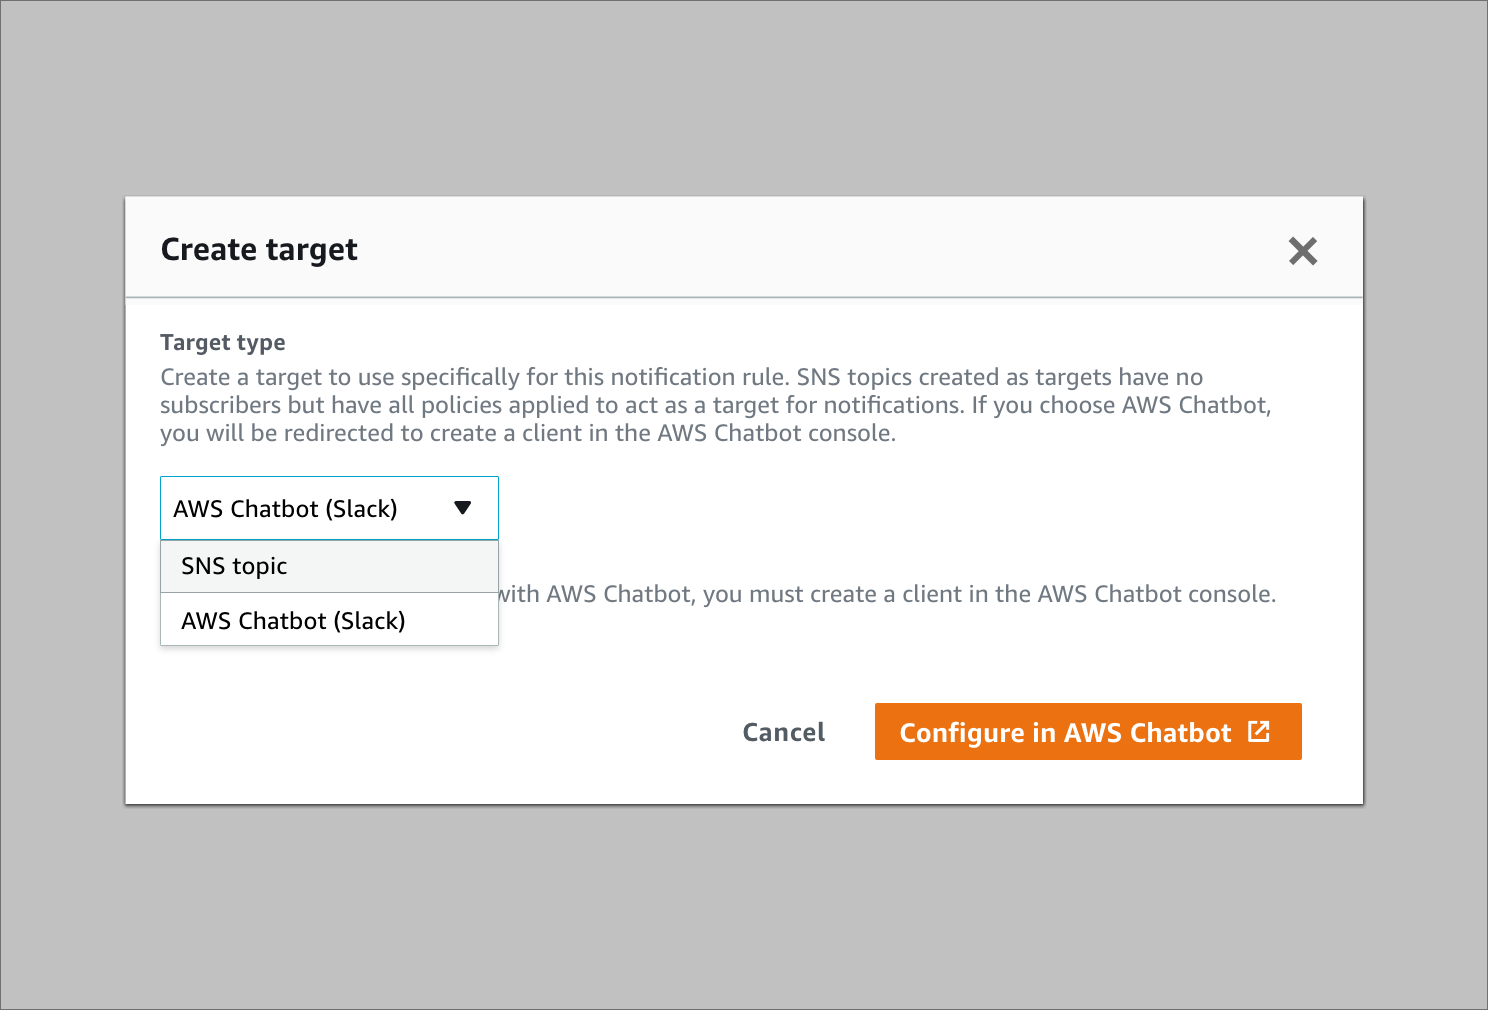 Create target
Target type
Create a target to use specifically for this notification rule. SNS topics created as targets have no
subscribers but have all policies applied to act as a target for notifications. If you choose AWS Chatbot,
you will be redirected to create a client in the AWS Chatbot console.
AWS Chatbot (Slack)
SNS topic
with AWS Chatbot, you must create a client in the AWS Chatbot console.
AWS Chatbot (Slack)
Cancel
Configure in AWS Chatbot